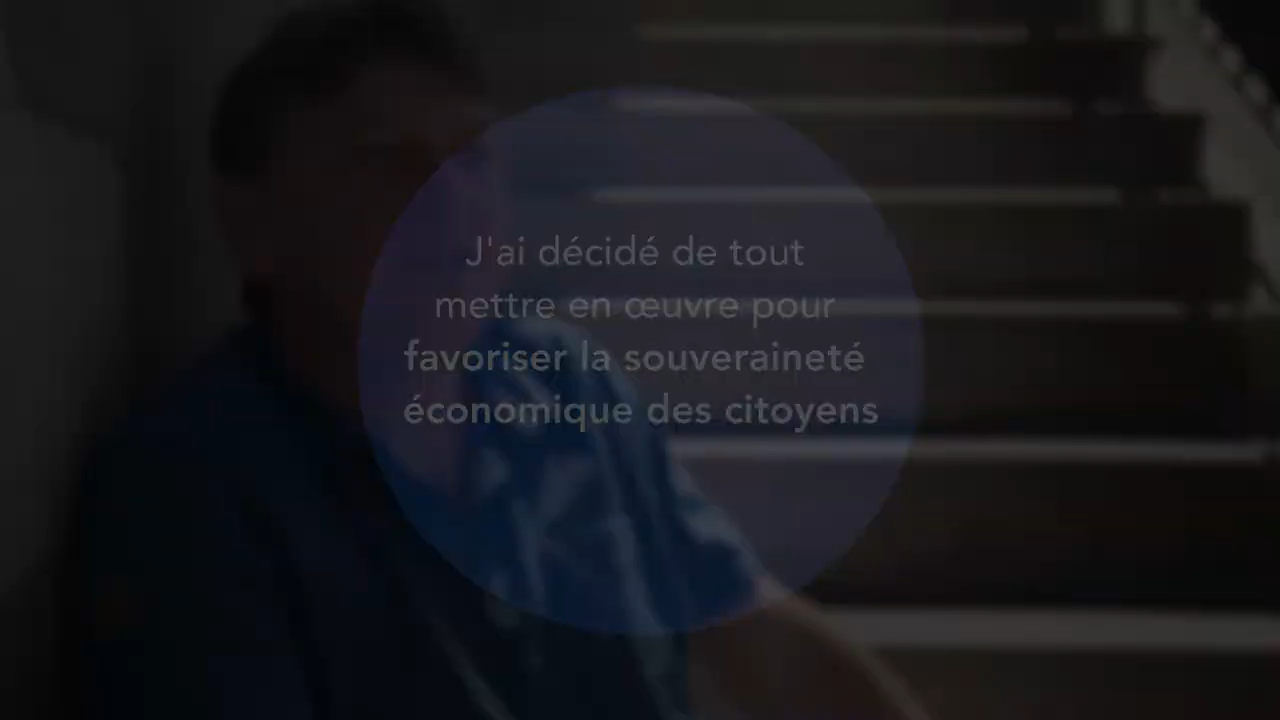 J'ai décidé de tout
mettre en œuvre pour
favoriser la souveraineté
économique des citoyens